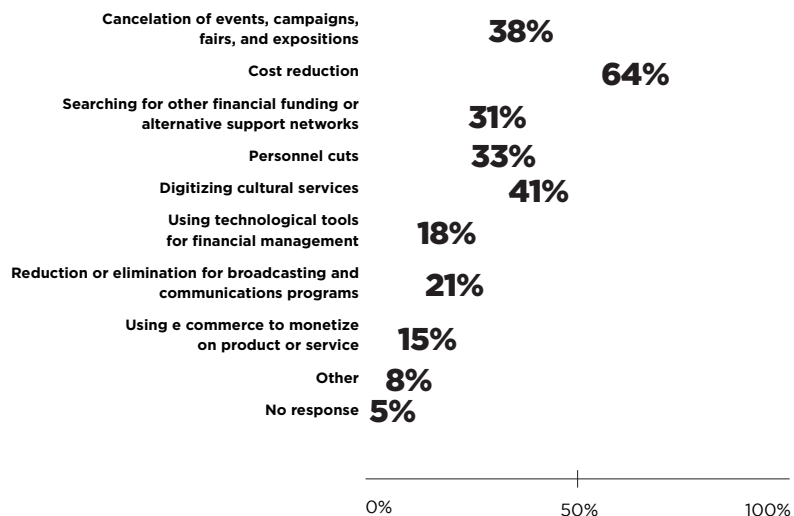 Cancelation of events, campaigns,
fairs, and expositions
38%
Cost reduction
64%
Searching for other financial funding or
alternative support networks
31%
Personnel cuts
33%
Digitizing cultural services
41%
Using technological tools
for financial management
18%
Reduction or elimination for broadcasting and
communications programs
21%
Using e commerce to monetize
on product or service
15%
Other
8%
No response
5%
0%
50%
100%